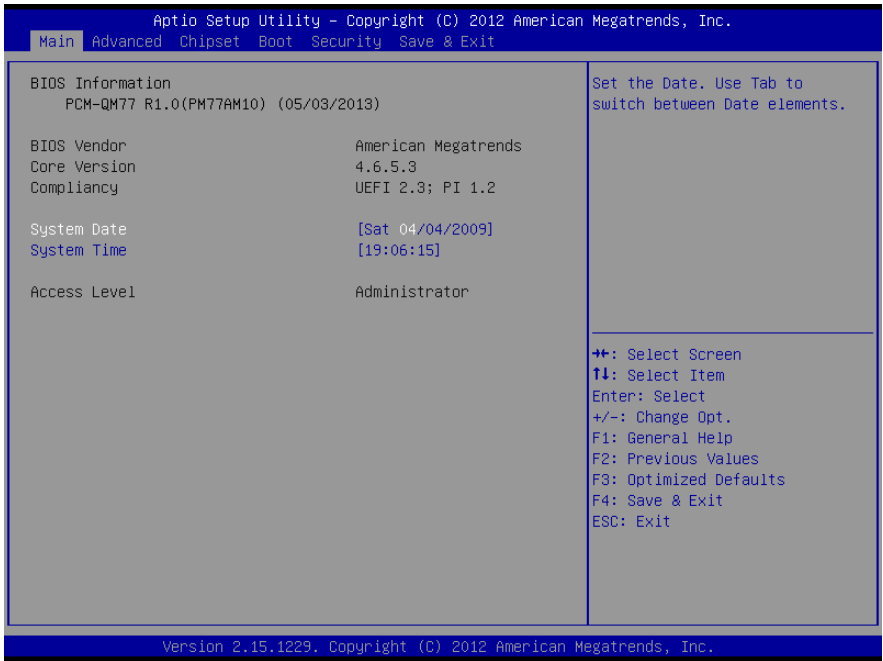 Aptio Setup Utility – Copyright (C) 2012 American Megatrends, Inc.
Main Advanced Chipset Boot Security Save & Exit
BIOS Information
PCM-QM77 R1.0(PM77AM10) (05/03/2013)
BIOS Vendor American Megatrends
Core Version 4.6.5.3
Compliancy UEFI 2.3; PI 1.2
System Date [Sat 04/04/2009]
System Time [19:06:15]
Access Level Administrator
Set the Date. Use Tab to
switch between Date elements.
→←: Select Screen
↑↓: Select Item
Enter: Select
+/-: Change Opt.
F1: General Help
F2: Previous Values
F3: Optimized Defaults
F4: Save & Exit
ESC: Exit
Version 2.15.1229. Copyright (C) 2012 American Megatrends, Inc.